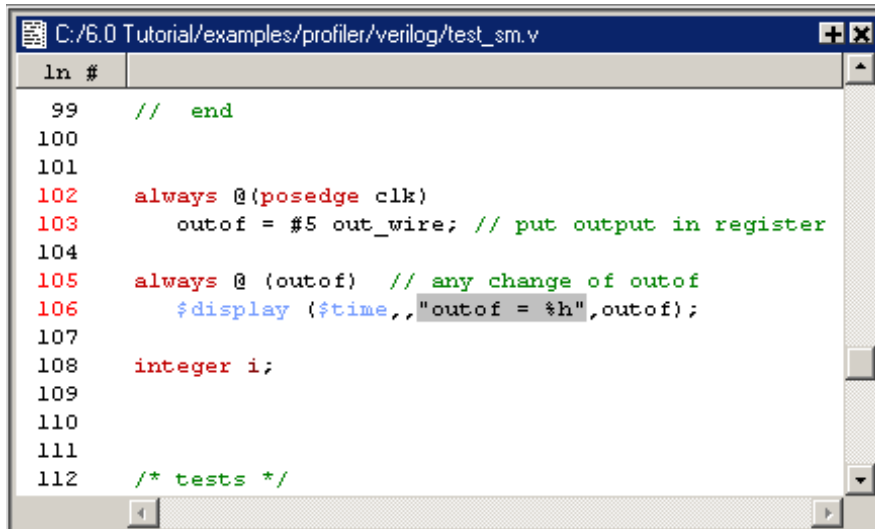 C:/6.0 Tutorial/examples/profiler/verilog/test_sm.v
ln #
99 //  end
100
101
102 always @(posedge clk)
103    outof = #5 out_wire; // put output in register
104
105 always @ (outof)  // any change of outof
106    $display ($time,,"outof = %h",outof);
107
108 integer i;
109
110
111
112 /* tests */